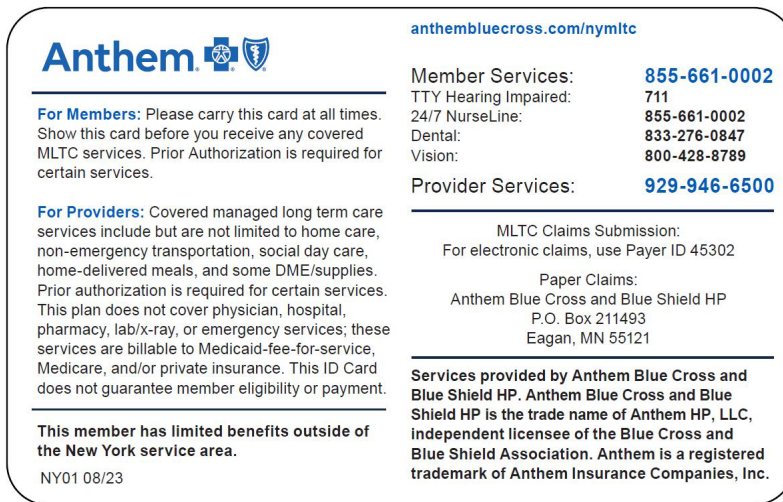 Anthem
For Members: Please carry this card at all times.
Show this card before you receive any covered
MLTC services. Prior Authorization is required for
certain services.
For Providers: Covered managed long term care
services include but are not limited to home care,
non-emergency transportation, social day care,
home-delivered meals, and some DME/supplies.
Prior authorization is required for certain services.
This plan does not cover physician, hospital,
pharmacy, lab/x-ray, or emergency services; these
services are billable to Medicaid-fee-for-service,
Medicare, and/or private insurance. This ID Card
does not guarantee member eligibility or payment.
This member has limited benefits outside of
the New York service area.
NY01 08/23
anthembluecross.com/nymltc
Member Services: 855-661-0002
TTY Hearing Impaired: 711
24/7 NurseLine: 855-661-0002
Dental: 833-276-0847
Vision: 800-428-8789
Provider Services: 929-946-6500
MLTC Claims Submission:
For electronic claims, use Payer ID 45302
Paper Claims:
Anthem Blue Cross and Blue Shield HP
P.O. Box 211493
Eagan, MN 55121
Services provided by Anthem Blue Cross and
Blue Shield HP. Anthem Blue Cross and Blue
Shield HP is the trade name of Anthem HP, LLC,
independent licensee of the Blue Cross and
Blue Shield Association. Anthem is a registered
trademark of Anthem Insurance Companies, Inc.